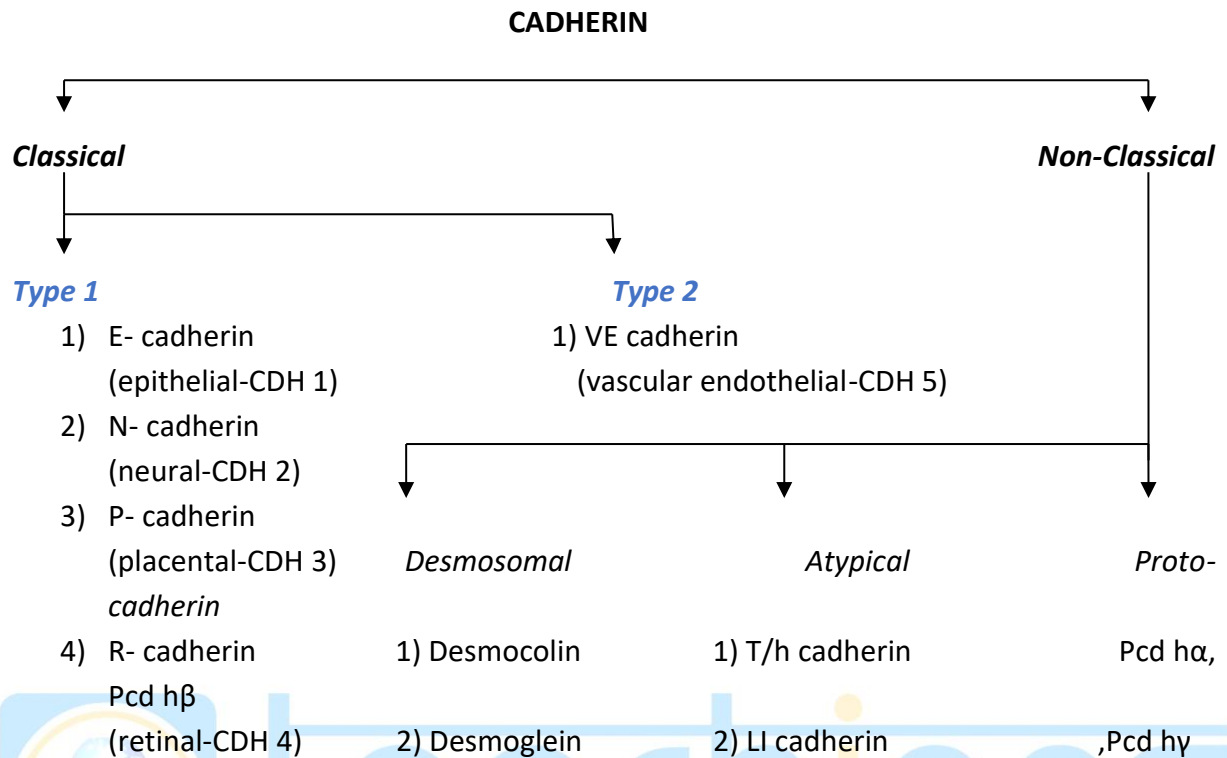 CADHERIN
Classical Non-Classical
Type 1 Type 2
1) E- cadherin 1) VE cadherin
(epithelial-CDH 1) (vascular endothelial-CDH 5)
2) N- cadherin
(neural-CDH 2)
3) P- cadherin
(placental-CDH 3) Desmosomal Atypical Proto-
cadherin
4) R- cadherin 1) Desmocolin 1) T/h cadherin Pcd hα,
Pcd hβ
(retinal-CDH 4) 2) Desmoglein 2) LI cadherin ,Pcd hγ